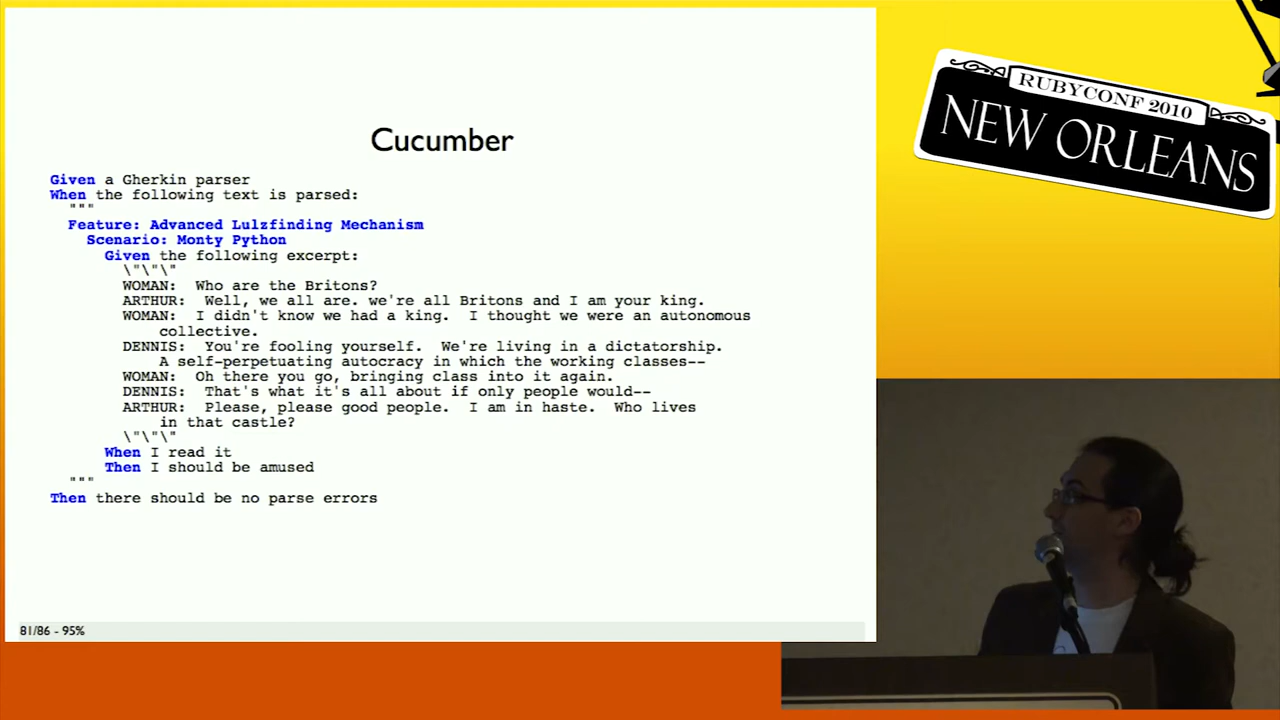 Cucumber
Given a Gherkin parser
When the following text is parsed:
"""
Feature: Advanced Lulzfinding Mechanism
Scenario: Monty Python
Given the following excerpt:
\"\"\"
WOMAN: Who are the Britons?
ARTHUR: Well, we all are. we're all Britons and I am your king.
WOMAN: I didn't know we had a king. I thought we were an autonomous
collective.
DENNIS: You're fooling yourself. We're living in a dictatorship.
A self-perpetuating autocracy in which the working classes--
WOMAN: Oh there you go, bringing class into it again.
DENNIS: That's what it's all about if only people would--
ARTHUR: Please, please good people. I am in haste. Who lives
in that castle?
\"\"\"
When I read it
Then I should be amused
"""
Then there should be no parse errors
81/86 - 95%
RUBYCONF 2010
NEW ORLEANS